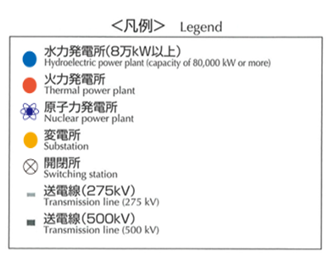 <凡例> Legend
水力発電所(8万kW以上)
Hydroelectric power plant (capacity of 80,000 kW or more)
火力発電所
Thermal power plant
原子力発電所
Nuclear power plant
変電所
Substation
開閉所
Switching station
送電線(275kV)
Transmission line (275 kV)
送電線(500kV)
Transmission line (500 kV)